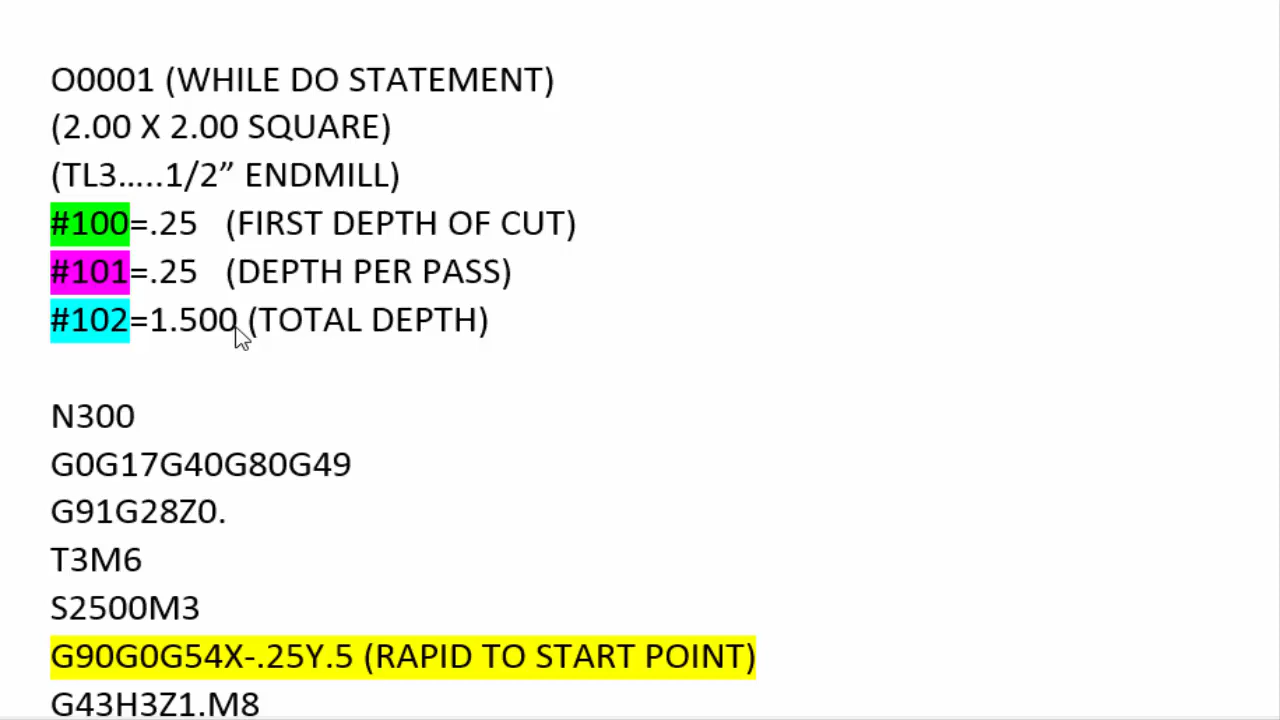 O0001 (WHILE DO STATEMENT)
(2.00 X 2.00 SQUARE)
(TL3…..1/2” ENDMILL)
#100=.25 (FIRST DEPTH OF CUT)
#101=.25 (DEPTH PER PASS)
#102=1.500 (TOTAL DEPTH)
N300
G0G17G40G80G49
G91G28Z0.
T3M6
S2500M3
G90G0G54X-.25Y.5 (RAPID TO START POINT)
G43H3Z1.M8